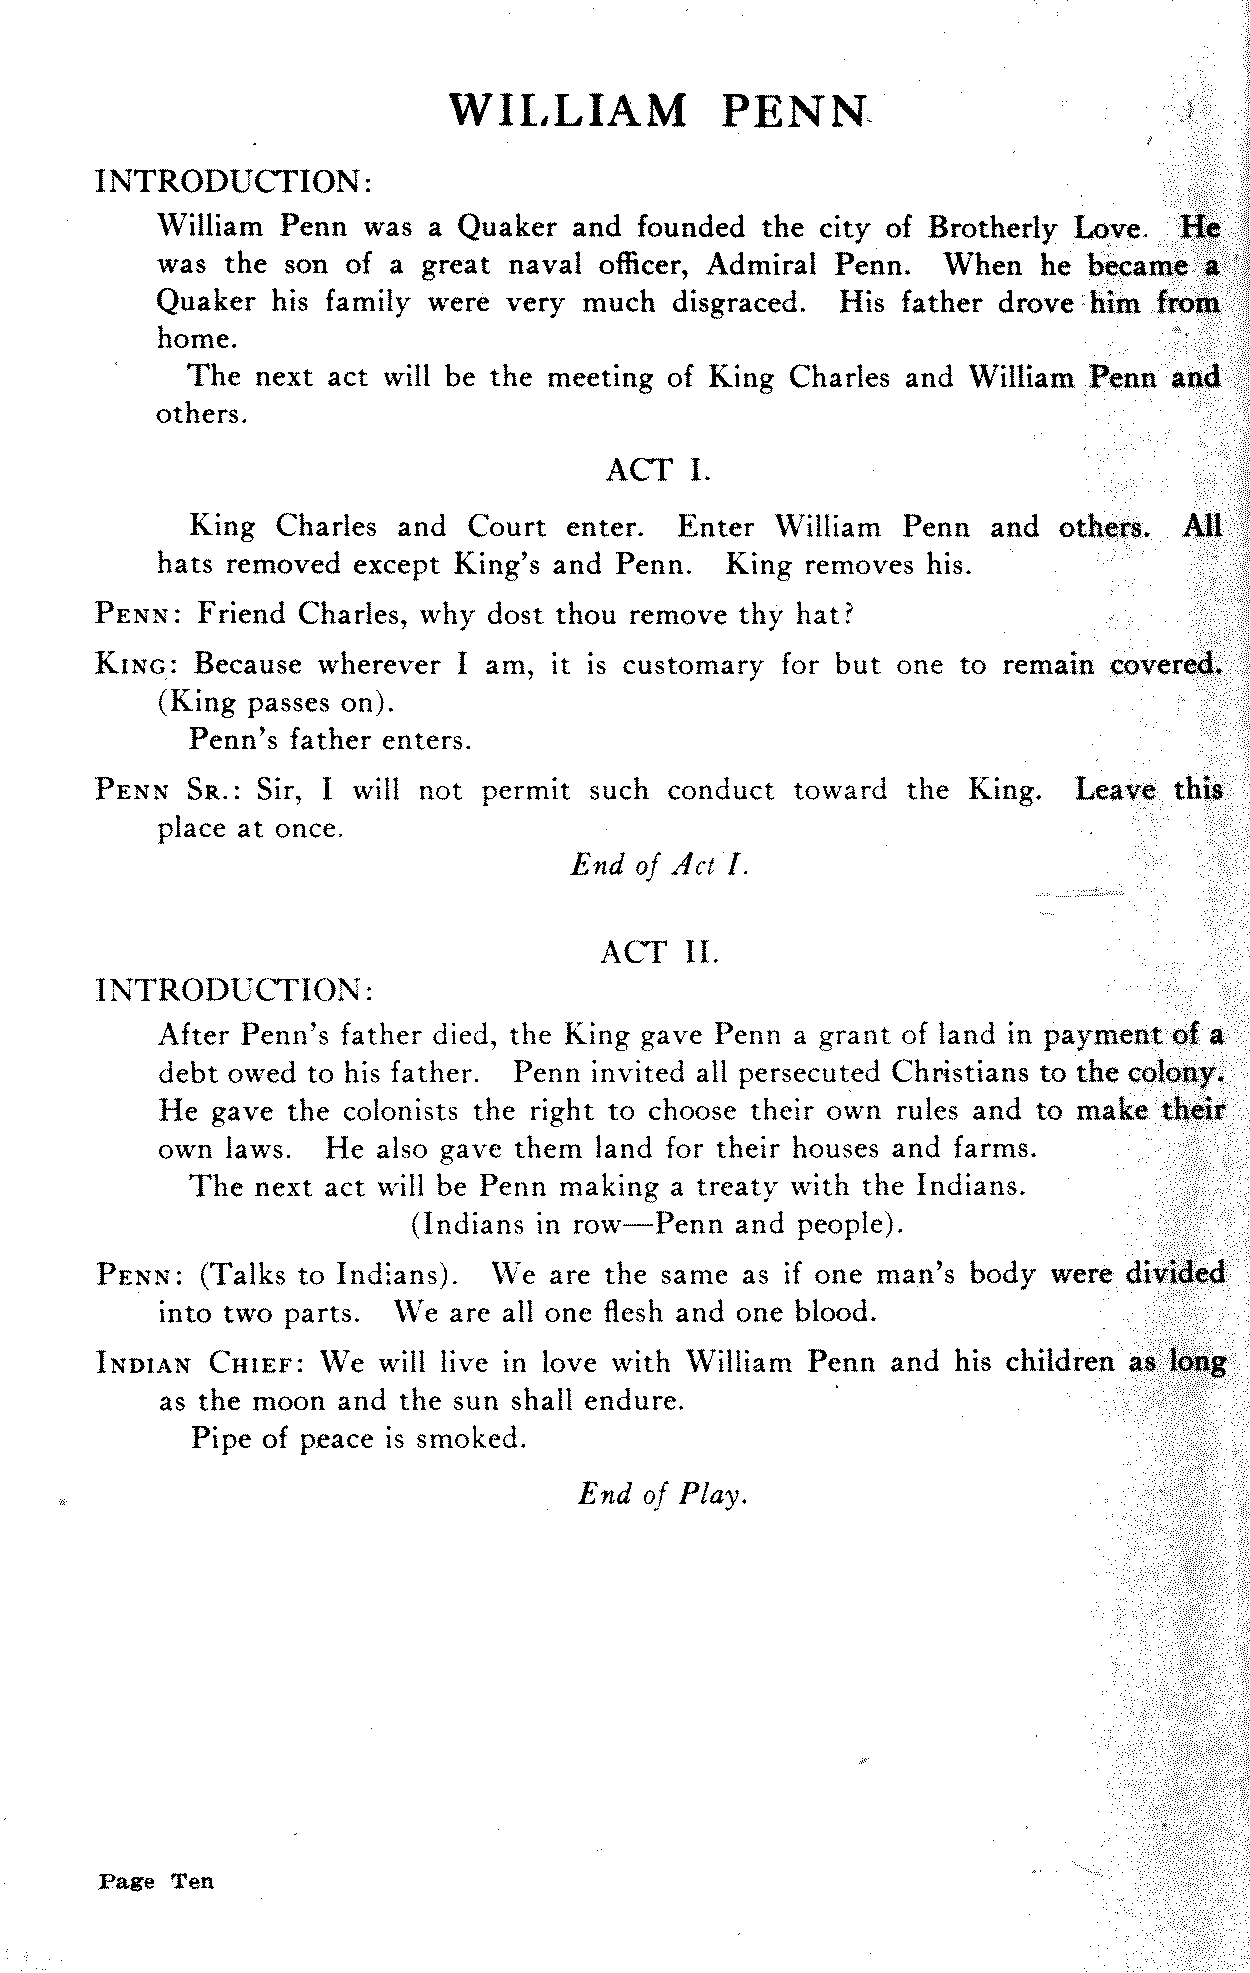 WILLIAM PENN
INTRODUCTION:
William Penn was a Quaker and founded the city of Brotherly Love. He
was the son of a great naval officer, Admiral Penn. When he became a
Quaker his family were very much disgraced. His father drove him from
home.
The next act will be the meeting of King Charles and William Penn and
others.
ACT I.
King Charles and Court enter. Enter William Penn and others. All
hats removed except King's and Penn. King removes his.
PENN: Friend Charles, why dost thou remove thy hat?
KING: Because wherever I am, it is customary for but one to remain covered.
(King passes on).
Penn's father enters.
PENN SR.: Sir, I will not permit such conduct toward the King. Leave this
place at once.
End of Act I.
ACT II.
INTRODUCTION:
After Penn's father died, the King gave Penn a grant of land in payment of a
debt owed to his father. Penn invited all persecuted Christians to the colony.
He gave the colonists the right to choose their own rules and to make their
own laws. He also gave them land for their houses and farms.
The next act will be Penn making a treaty with the Indians.
(Indians in row—Penn and people).
PENN: (Talks to Indians). We are the same as if one man's body were divided
into two parts. We are all one flesh and one blood.
INDIAN CHIEF: We will live in love with William Penn and his children as long
as the moon and the sun shall endure.
Pipe of peace is smoked.
End of Play.
Page Ten